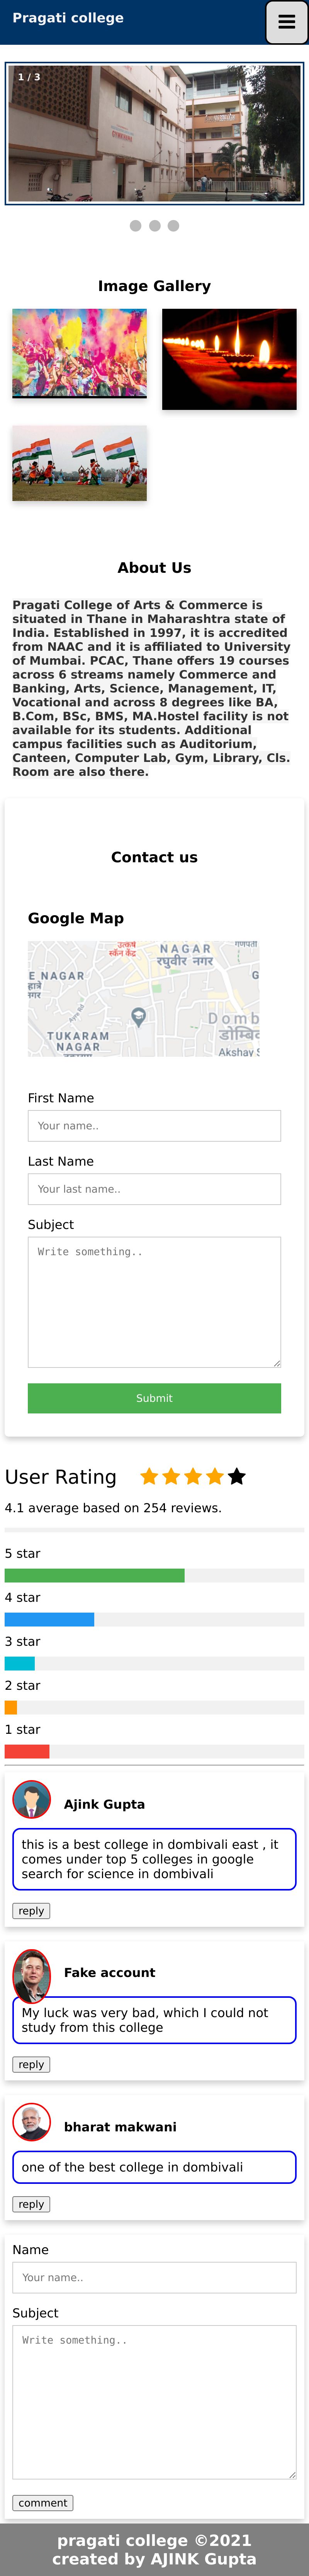 Pragati college
1 / 3
Image Gallery
About Us
Pragati College of Arts & Commerce is
situated in Thane in Maharashtra state of
India. Established in 1997, it is accredited
from NAAC and it is affiliated to University
of Mumbai. PCAC, Thane offers 19 courses
across 6 streams namely Commerce and
Banking, Arts, Science, Management, IT,
Vocational and across 8 degrees like BA,
B.Com, BSc, BMS, MA.Hostel facility is not
available for its students. Additional
campus facilities such as Auditorium,
Canteen, Computer Lab, Gym, Library, Cls.
Room are also there.
Contact us
Google Map
उत्कर्ष
स्कॅन केंद्र
NAGAR
रघुवीर नगर
गणपती
E NAGAR
नगर
G
Domb
डोंबि
TUKARAM
NAGAR
Akshay S
First Name
Your name..
Last Name
Your last name..
Subject
Write something..
Submit
User Rating
4.1 average based on 254 reviews.
5 star
4 star
3 star
2 star
1 star
Ajink Gupta
this is a best college in dombivali east , it
comes under top 5 colleges in google
search for science in dombivali
reply
Fake account
My luck was very bad, which I could not
study from this college
reply
bharat makwani
one of the best college in dombivali
reply
Name
Your name..
Subject
Write something..
comment
pragati college ©2021
created by AJINK Gupta